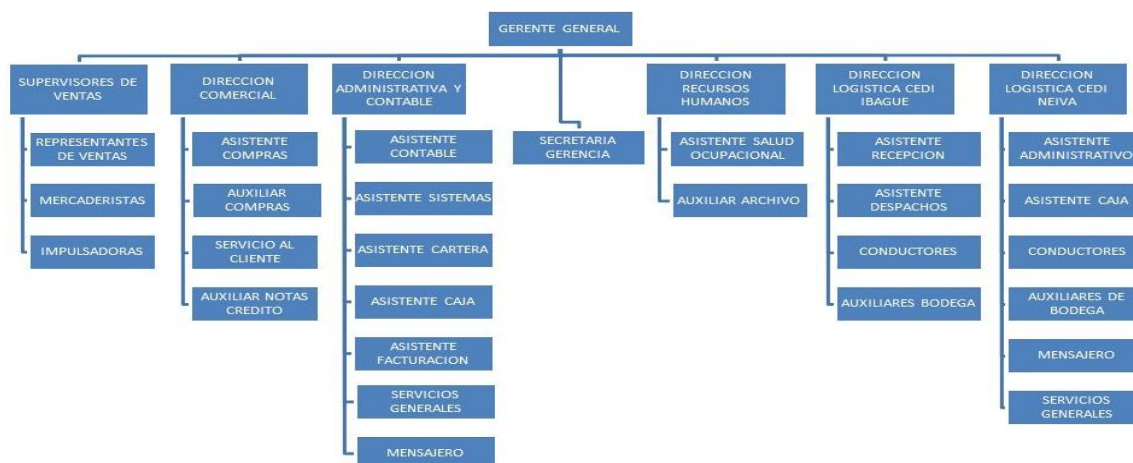 GERENTE GENERAL
SUPERVISORES DE
VENTAS
REPRESENTANTES
DE VENTAS
MERCADERISTAS
IMPULSADORAS
DIRECCION
COMERCIAL
ASISTENTE
COMPRAS
AUXILIAR
COMPRAS
SERVICIO AL
CLIENTE
AUXILIAR NOTAS
CREDITO
DIRECCION
ADMINISTRATIVA Y
CONTABLE
ASISTENTE
CONTABLE
ASISTENTE SISTEMAS
ASISTENTE CARTERA
ASISTENTE CAJA
ASISTENTE
FACTURACION
SERVICIOS
GENERALES
MENSAJERO
SECRETARIA
GERENCIA
DIRECCION
RECURSOS
HUMANOS
ASISTENTE SALUD
OCUPACIONAL
AUXILIAR ARCHIVO
DIRECCION
LOGISTICA CEDI
IBAGUE
ASISTENTE
RECEPCION
ASISTENTE
DESPACHOS
CONDUCTORES
AUXILIARES BODEGA
DIRECCION
LOGISTICA CEDI
NEIVA
ASISTENTE
ADMINISTRATIVO
ASISTENTE CAJA
CONDUCTORES
AUXILIARES DE
BODEGA
MENSAJERO
SERVICIOS
GENERALES